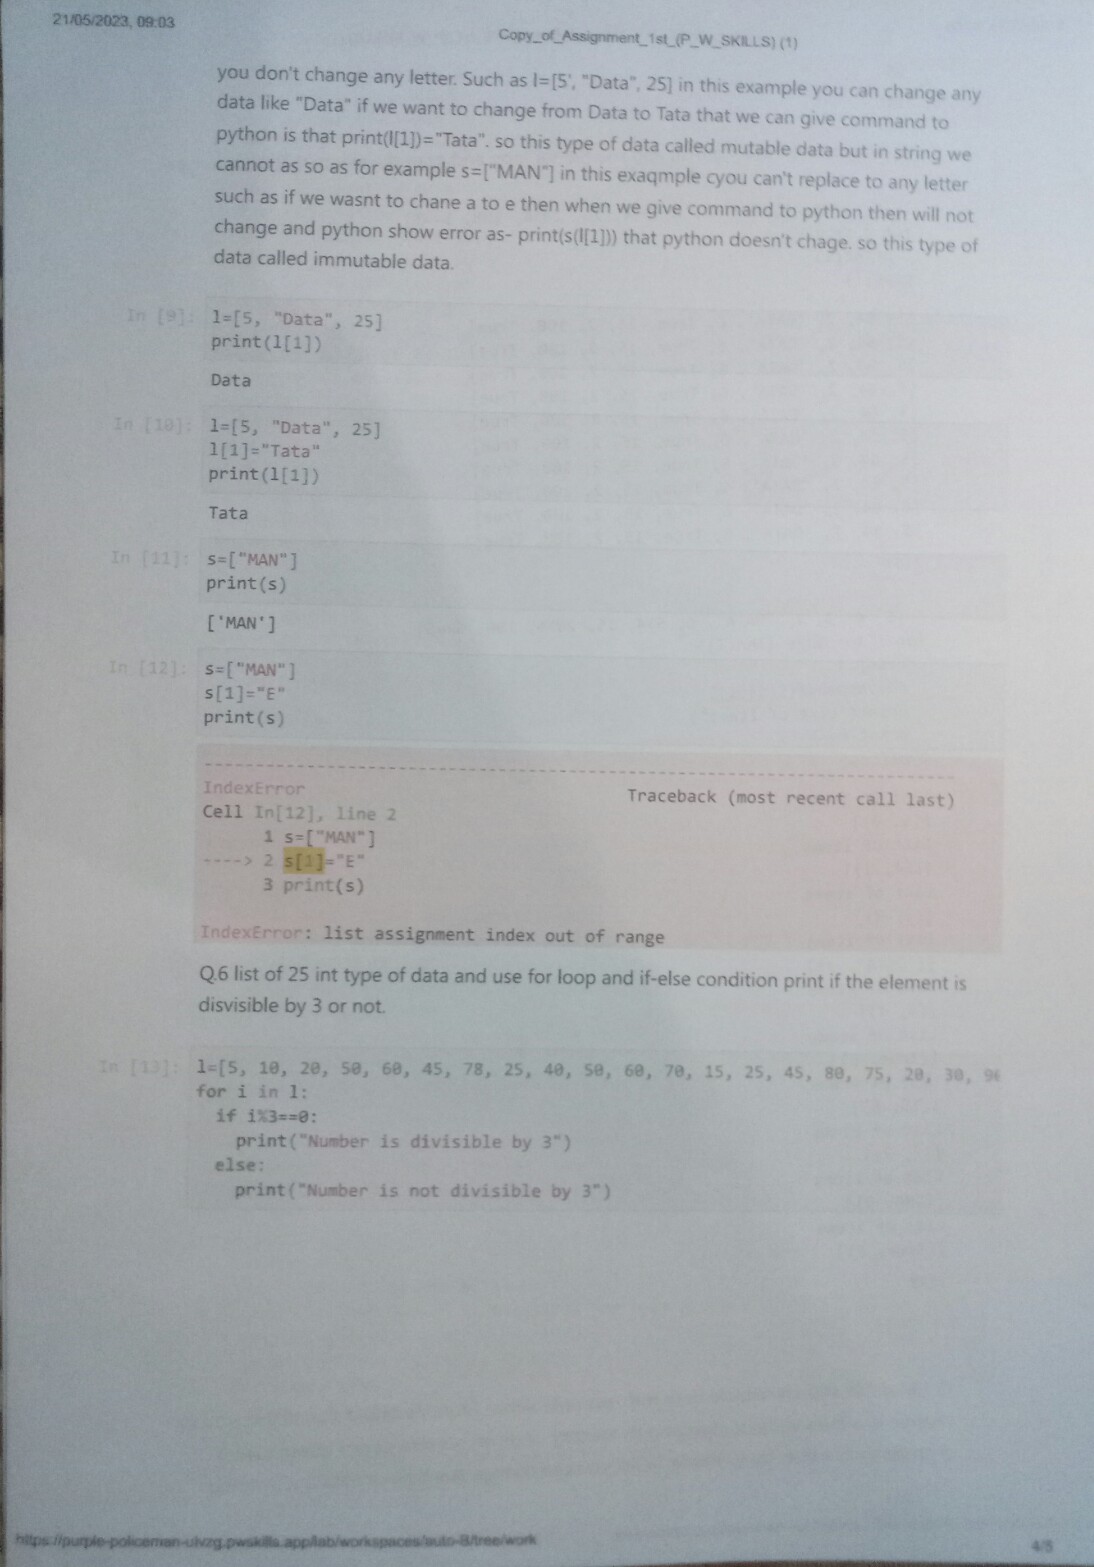 21/05/2023, 09:03
Copy_of_Assignment_1st_(P_W_SKILLS) (1)
you don't change any letter. Such as l=[5', "Data", 25] in this example you can change any
data like "Data" if we want to change from Data to Tata that we can give command to
python is that print(l[1])="Tata". so this type of data called mutable data but in string we
cannot as so as for example s=["MAN"] in this exaqmple cyou can't replace to any letter
such as if we wasnt to chane a to e then when we give command to python then will not
change and python show error as- print(s(l[1])) that python doesn't chage. so this type of
data called immutable data.
In [9]: l=[5, "Data", 25]
print(l[1])
Data
In [10]: l=[5, "Data", 25]
l[1]="Tata"
print(l[1])
Tata
In [11]: s=["MAN"]
print(s)
['MAN']
In [12]: s=["MAN"]
s[1]="E"
print(s)
---------------------------------------------------------------------------
IndexError Traceback (most recent call last)
Cell In[12], line 2
1 s=["MAN"]
----> 2 s[1]="E"
3 print(s)
IndexError: list assignment index out of range
Q.6 list of 25 int type of data and use for loop and if-else condition print if the element is
disvisible by 3 or not.
In [13]: l=[5, 10, 20, 50, 60, 45, 78, 25, 40, 50, 60, 70, 15, 25, 45, 80, 75, 20, 30,
for i in l:
if i%3==0:
print("Number is divisible by 3")
else:
print("Number is not divisible by 3")
https://purple-policeman-ulvzg.pwskills.app/lab/workspaces/auto-B/tree/work
4/5